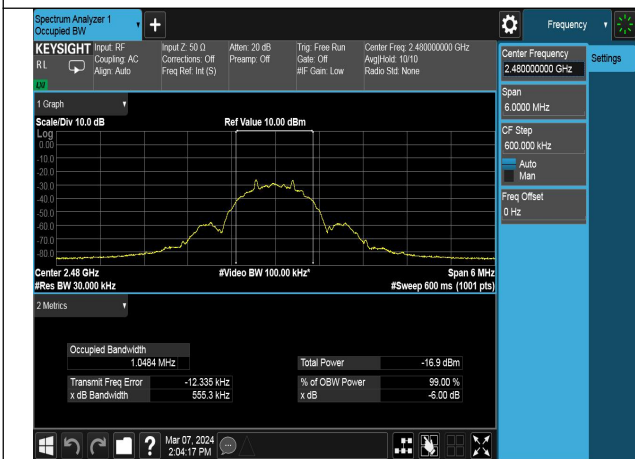 Spectrum Analyzer 1
Occupied BW
+
Frequency
KEYSIGHT
R L
LXI
Input: RF
Coupling: AC
Align: Auto
Input Z: 50 Ω
Corrections: Off
Freq Ref: Int (S)
Atten: 20 dB
Preamp: Off
Trig: Free Run
Gate: Off
#IF Gain: Low
Center Freq: 2.480000000 GHz
Avg|Hold: 10/10
Radio Std: None
Center Frequency
2.480000000 GHz
Settings
Span
6.0000 MHz
CF Step
600.000 kHz
Auto
Man
Freq Offset
0 Hz
1 Graph
Scale/Div 10.0 dB
Ref Value 10.00 dBm
Log
0.00
-10.0
-20.0
-30.0
-40.0
-50.0
-60.0
-70.0
-80.0
Center 2.48 GHz
#Video BW 100.00 kHz*
Span 6 MHz
#Res BW 30.000 kHz
#Sweep 600 ms (1001 pts)
2 Metrics
Occupied Bandwidth
1.0484 MHz
Total Power -16.9 dBm
Transmit Freq Error -12.335 kHz
% of OBW Power 99.00 %
x dB Bandwidth 555.3 kHz
x dB -6.00 dB
?
Mar 07, 2024
2:04:17 PM